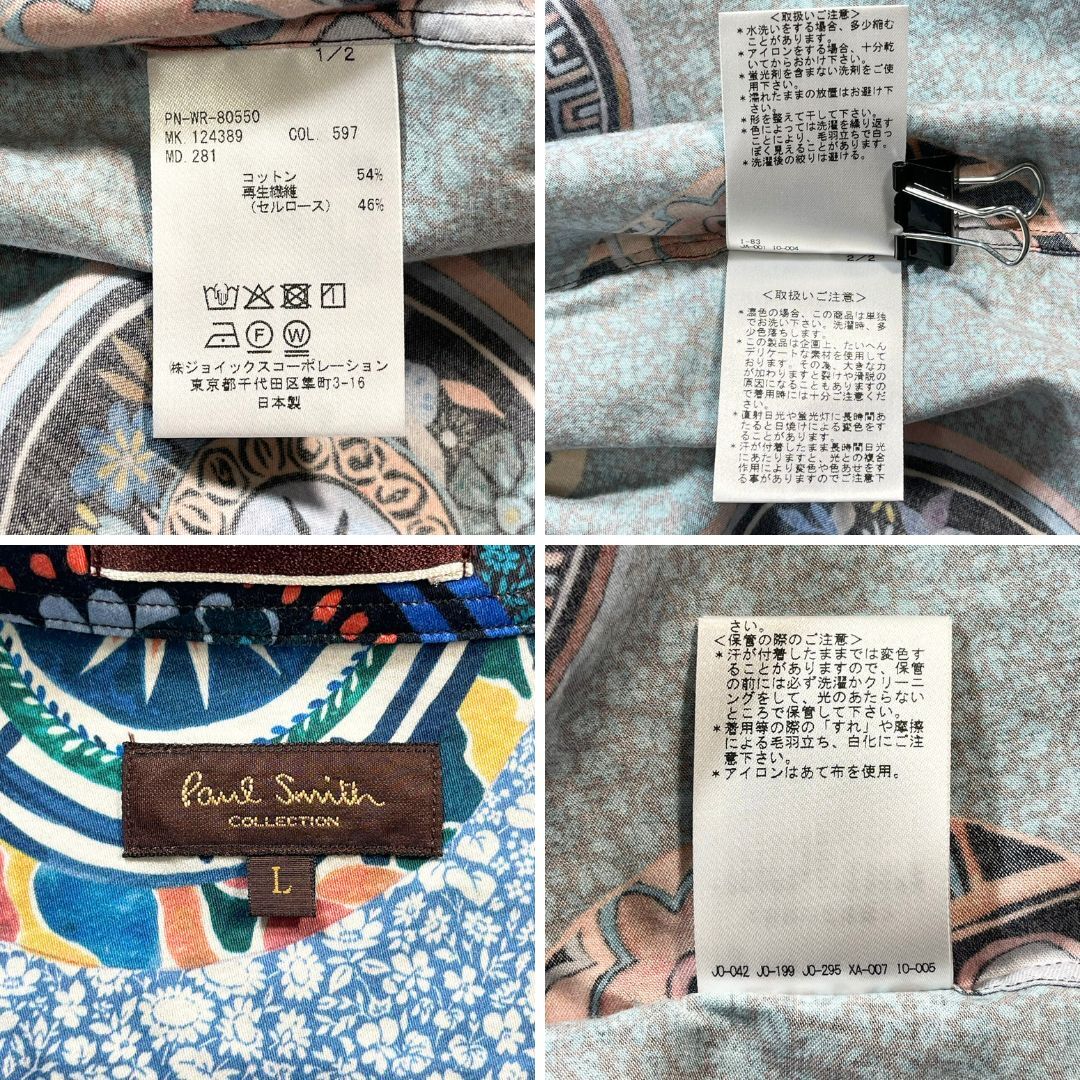 1/2
PN-WR-80550
MK. 124389 COL. 597
MD. 281
コットン 54%
再生繊維
(セルロース) 46%
W
㈱ジョイックスコーポレーション
東京都千代田区隼町3-16
日本製
<取扱いご注意>
*水洗いをする場合、多少縮む
ことがあります。
*アイロンをする場合、十分乾
いてからおかけ下さい。
*蛍光剤を含まない洗剤をご使
用下さい。
*濡れたままの放置はお避け下
さい。
*形を整えて干して下さい。
*色によっては洗濯を繰り返す
ことにより、毛羽立ちで白っ
ぽく見えることがあります。
*洗濯後の絞りは避ける。
I-83
JA-001 IO-004
2/2
<取扱いご注意>
*濃色の場合、この商品は単独
でお洗い下さい。洗濯時、多
少色落ちします。
*この製品は企画上、たいへん
デリケートな素材を使用して
おります。その為、大きな力
が加わりますと裂けや滑脱の
原因になることもありますの
で着用時には十分ご注意くだ
さい。
*直射日光や蛍光灯に長時間あ
たると日焼けによる変色をす
ることがあります。
*汗が付着したまま長時間日光
にあたりますと、光との複合
作用により変色や色あせをす
る事がありますのでご注意下
Paul Smith
COLLECTION
L
さい。
<保管の際のご注意>
*汗が付着したままでは変色す
ることがありますので、保管
の前には必ず洗濯かクリーニ
ングをして、光のあたらない
ところで保管して下さい。
*着用等の際の「すれ」や摩擦
による毛羽立ち、白化にご注
意下さい。
*アイロンはあて布を使用。
JO-042 JO-199 JO-295 XA-007 IO-005